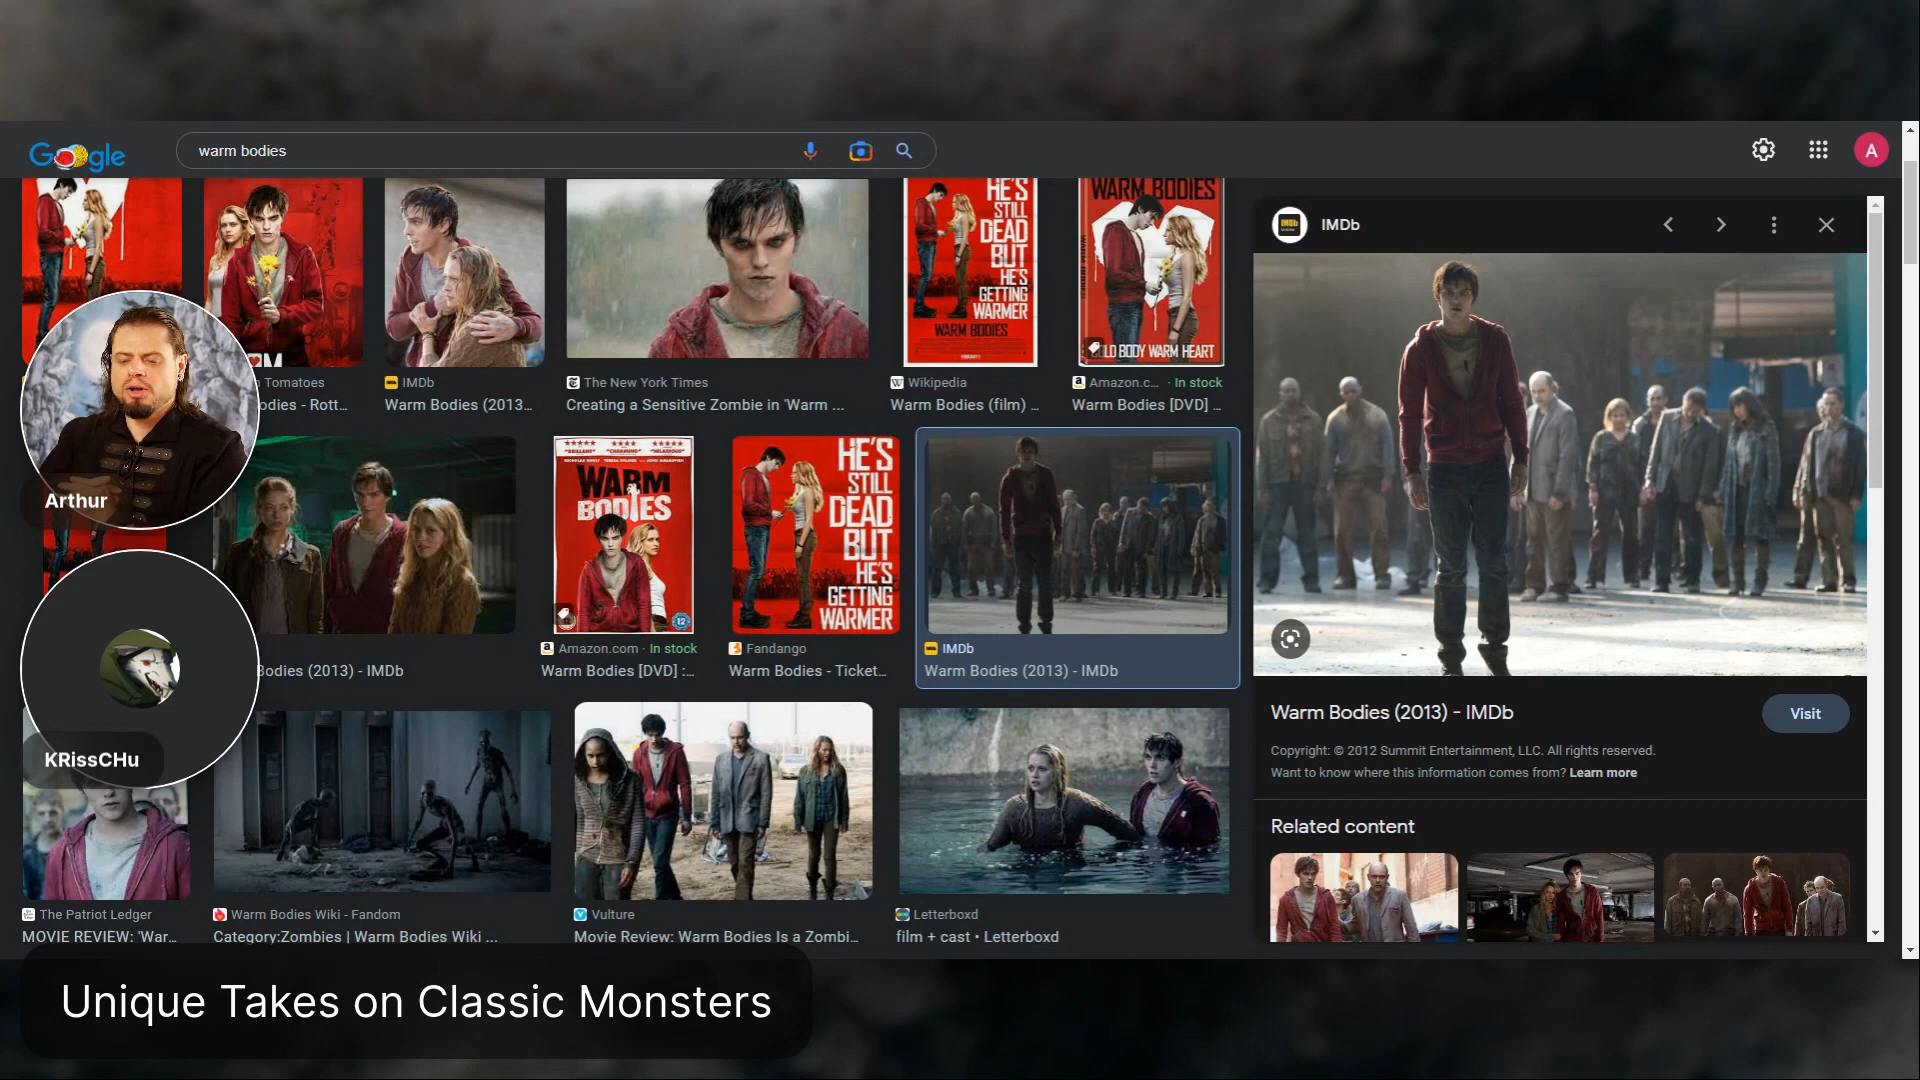 Google
warm bodies
A
HE'S
STILL
DEAD
BUT
HE'S
GETTING
WARMER
WARM BODIES
WARM BODIES
OLD BODY WARM HEART
IMDb
Tomatoes
odies - Rott...
IMDb
Warm Bodies (2013...
The New York Times
Creating a Sensitive Zombie in 'Warm ...
Wikipedia
Warm Bodies (film) ...
Amazon.c... · In stock
Warm Bodies [DVD] ...
Arthur
WARM
BODIES
12
HE'S
STILL
DEAD
BUT
HE'S
GETTING
WARMER
Bodies (2013) - IMDb
Amazon.com · In stock
Warm Bodies [DVD] :...
Fandango
Warm Bodies - Ticket...
IMDb
Warm Bodies (2013) - IMDb
KRissCHu
Warm Bodies (2013) - IMDb
Visit
Copyright: © 2012 Summit Entertainment, LLC. All rights reserved.
Want to know where this information comes from? Learn more
Related content
The Patriot Ledger
MOVIE REVIEW: 'War...
Warm Bodies Wiki - Fandom
Category:Zombies | Warm Bodies Wiki ...
Vulture
Movie Review: Warm Bodies Is a Zombi...
Letterboxd
film + cast • Letterboxd
Unique Takes on Classic Monsters